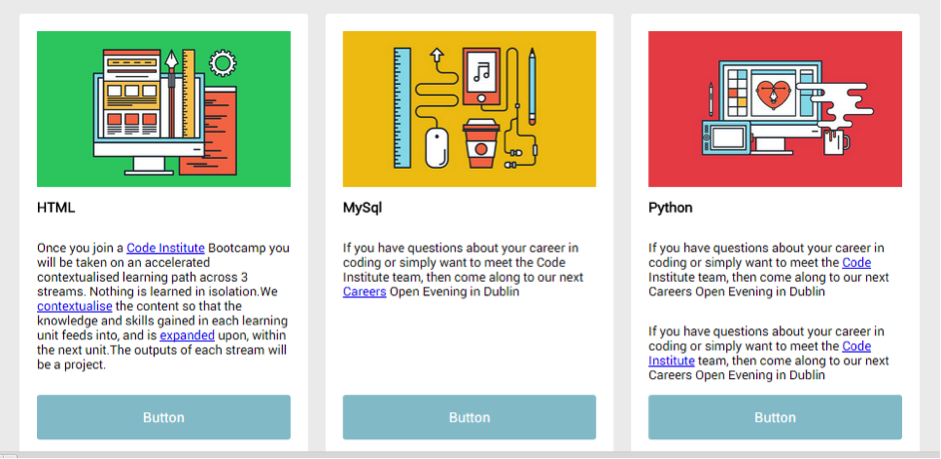 HTML
Once you join a Code Institute Bootcamp you
will be taken on an accelerated
contextualised learning path across 3
streams. Nothing is learned in isolation.We
contextualise the content so that the
knowledge and skills gained in each learning
unit feeds into, and is expanded upon, within
the next unit.The outputs of each stream will
be a project.
Button
MySql
If you have questions about your career in
coding or simply want to meet the Code
Institute team, then come along to our next
Careers Open Evening in Dublin
Button
Python
If you have questions about your career in
coding or simply want to meet the Code
Institute team, then come along to our next
Careers Open Evening in Dublin
If you have questions about your career in
coding or simply want to meet the Code
Institute team, then come along to our next
Careers Open Evening in Dublin
Button